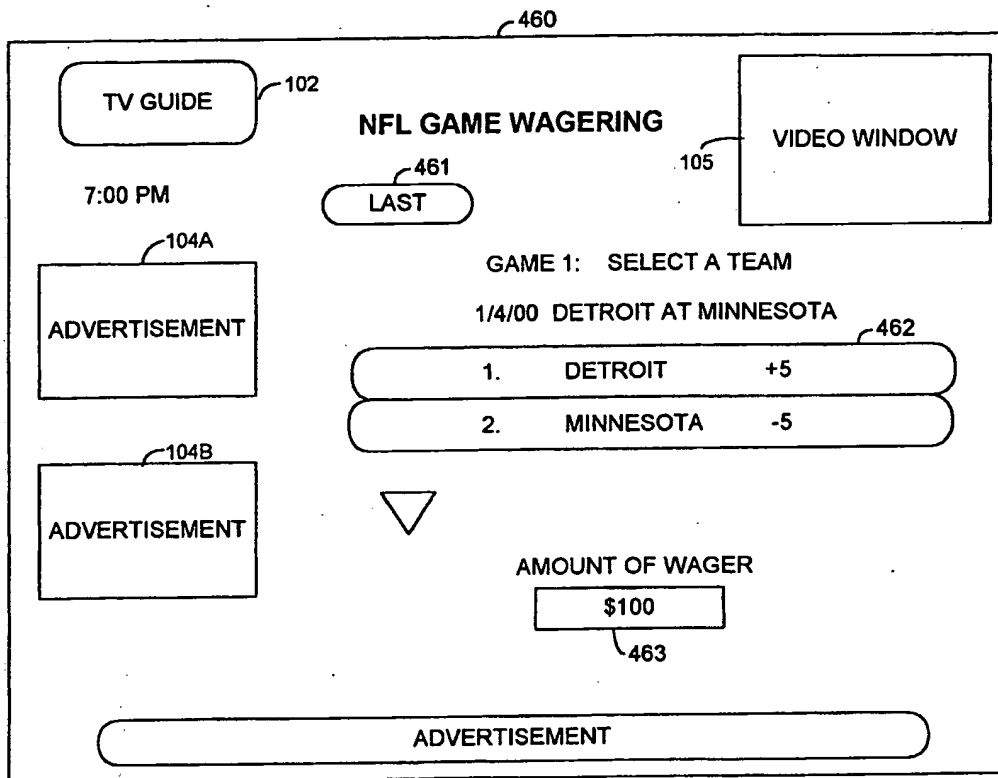 460
TV GUIDE
102
NFL GAME WAGERING
VIDEO WINDOW
105
7:00 PM
461
LAST
104A
ADVERTISEMENT
GAME 1: SELECT A TEAM
1/4/00 DETROIT AT MINNESOTA
462
1. DETROIT +5
2. MINNESOTA -5
104B
ADVERTISEMENT
AMOUNT OF WAGER
$100
463
ADVERTISEMENT